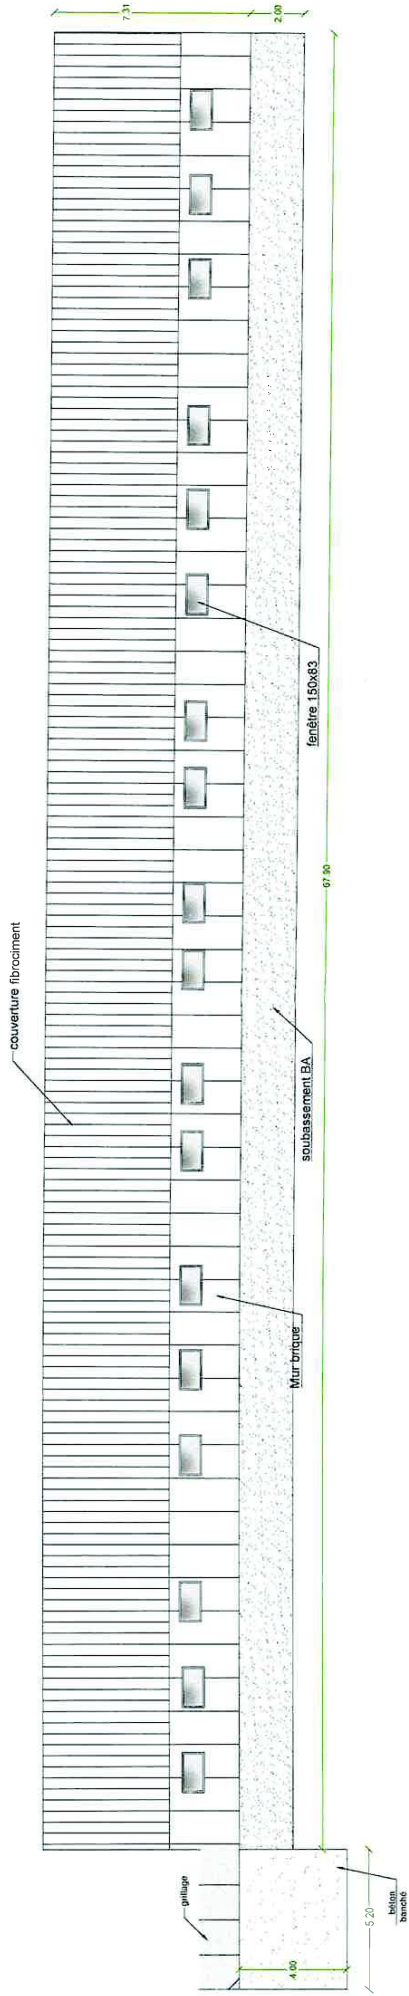 7.31
2.00
couverture fibrociment
fenêtre 150x83
67.90
soubassement BA
Mur brique
grillage
4.00
5.20
béton
banché